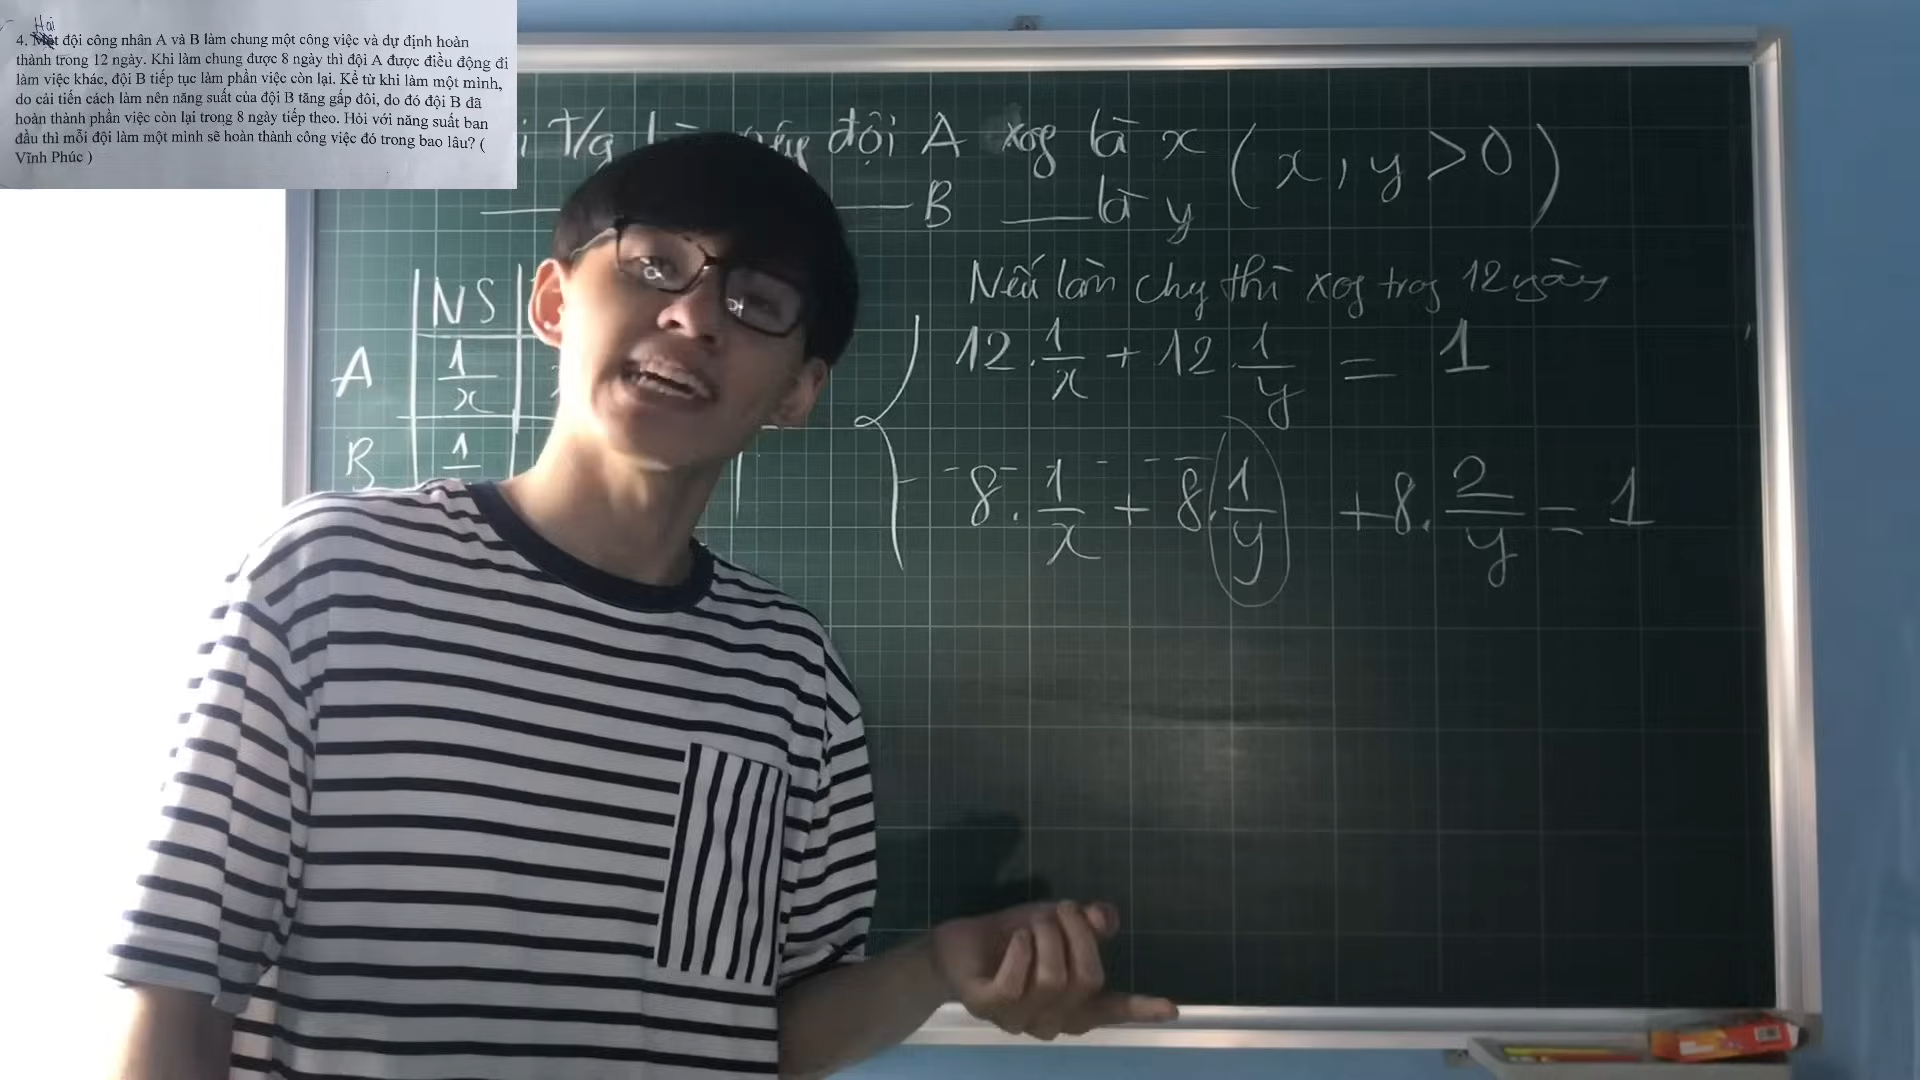 Hai
4. Một đội công nhân A và B làm chung một công việc và dự định hoàn
thành trong 12 ngày. Khi làm chung được 8 ngày thì đội A được điều động đi
làm việc khác, đội B tiếp tục làm phần việc còn lại. Kể từ khi làm một mình,
do cải tiến cách làm nên năng suất của đội B tăng gấp đôi, do đó đội B đã
hoàn thành phần việc còn lại trong 8 ngày tiếp theo. Hỏi với năng suất ban
đầu thì mỗi đội làm một mình sẽ hoàn thành công việc đó trong bao lâu? (
Vĩnh Phúc )
T/g đội A xog là x (x, y > 0)
B là y
NS
A 1/x
B 1
Nếu làm chg thì xog trog 12 ngày
12. 1/x + 12. 1/y = 1
8. 1/x + 8. 1/y + 8. 2/y = 1